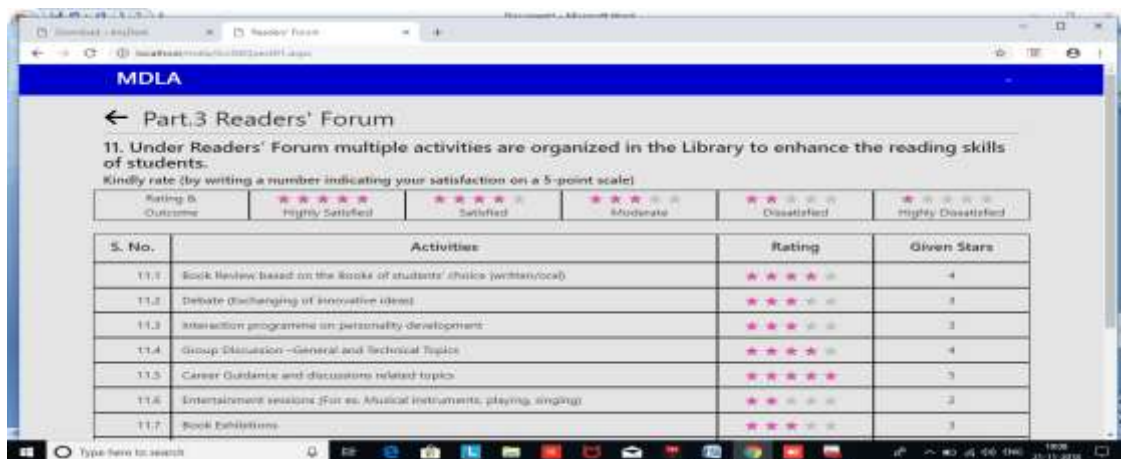 Readers' Forum
MDLA
← Part.3 Readers' Forum
11. Under Readers' Forum multiple activities are organized in the Library to enhance the reading skills
of students.
Kindly rate (by writing a number indicating your satisfaction on a 5-point scale)
Rating & Outcome ★★★★★ Highly Satisfied ★★★★★ Satisfied ★★★★★ Moderate ★★★★★ Dissatisfied ★★★★★ Highly Dissatisfied
S. No. Activities Rating Given Stars
11.1 Book Review based on the Books of students' choice (written/oral) ★★★★★ 4
11.2 Debate (Exchanging of innovative ideas) ★★★★★ 3
11.3 Interaction programme on personality development ★★★★★ 3
11.4 Group Discussion –General and Technical Topics ★★★★★ 4
11.5 Career Guidance and discussions related topics ★★★★★ 5
11.6 Entertainment sessions (For ex. Musical instruments, playing, singing) ★★★★★ 2
11.7 Book Exhibitions ★★★★★ 3
Type here to search
ENG